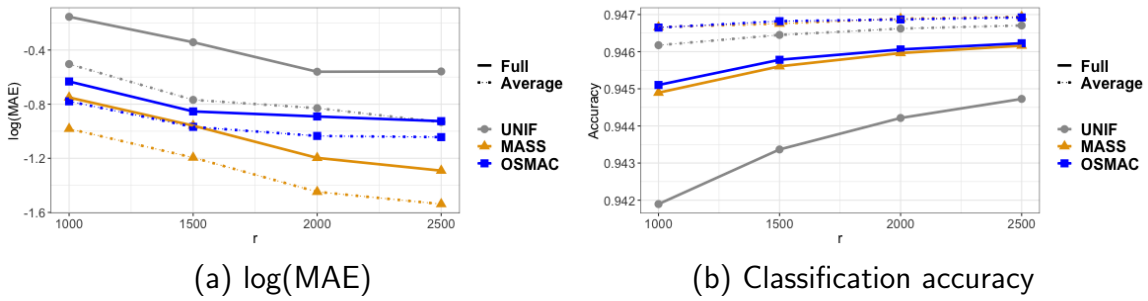 -0.4
-0.8
-1.2
-1.6
log(MAE)
1000 1500 2000 2500
r
Full
Average
UNIF
MASS
OSMAC
(a) log(MAE)
0.947
0.946
0.945
0.944
0.943
0.942
Accuracy
1000 1500 2000 2500
r
Full
Average
UNIF
MASS
OSMAC
(b) Classification accuracy